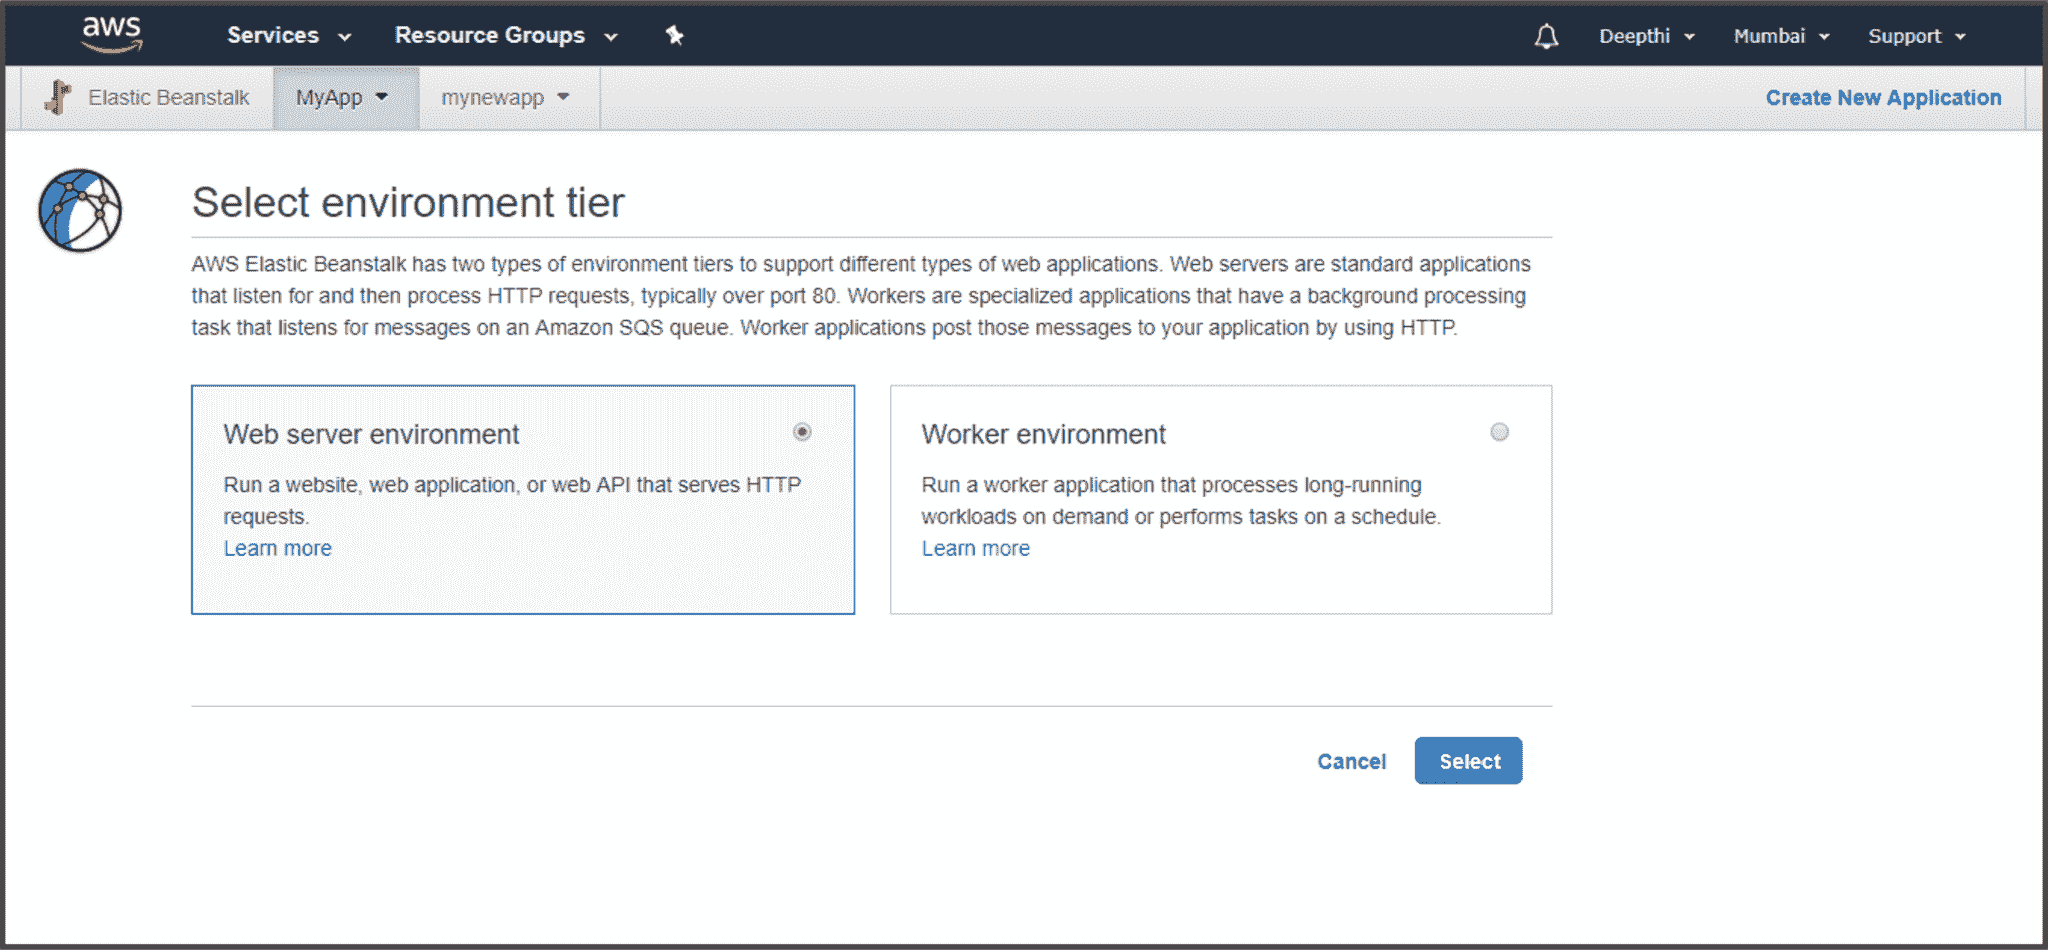 aws Services Resource Groups Deepthi Mumbai Support
Elastic Beanstalk MyApp mynewapp Create New Application
Select environment tier
AWS Elastic Beanstalk has two types of environment tiers to support different types of web applications. Web servers are standard applications
that listen for and then process HTTP requests, typically over port 80. Workers are specialized applications that have a background processing
task that listens for messages on an Amazon SQS queue. Worker applications post those messages to your application by using HTTP.
Web server environment
Run a website, web application, or web API that serves HTTP
requests.
Learn more
Worker environment
Run a worker application that processes long-running
workloads on demand or performs tasks on a schedule.
Learn more
Cancel Select